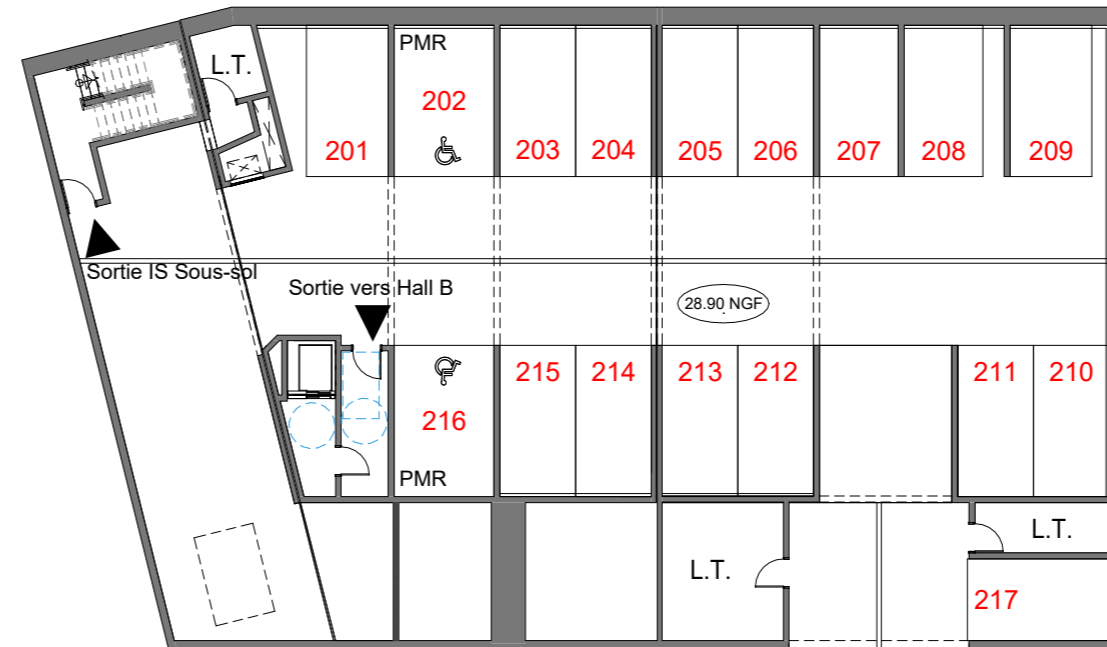 PMR
L.T.
202
201
203
204
205
206
207
208
209
Sortie IS Sous-sol
Sortie vers Hall B
28.90 NGF
215
214
213
212
211
210
216
PMR
L.T.
L.T.
217